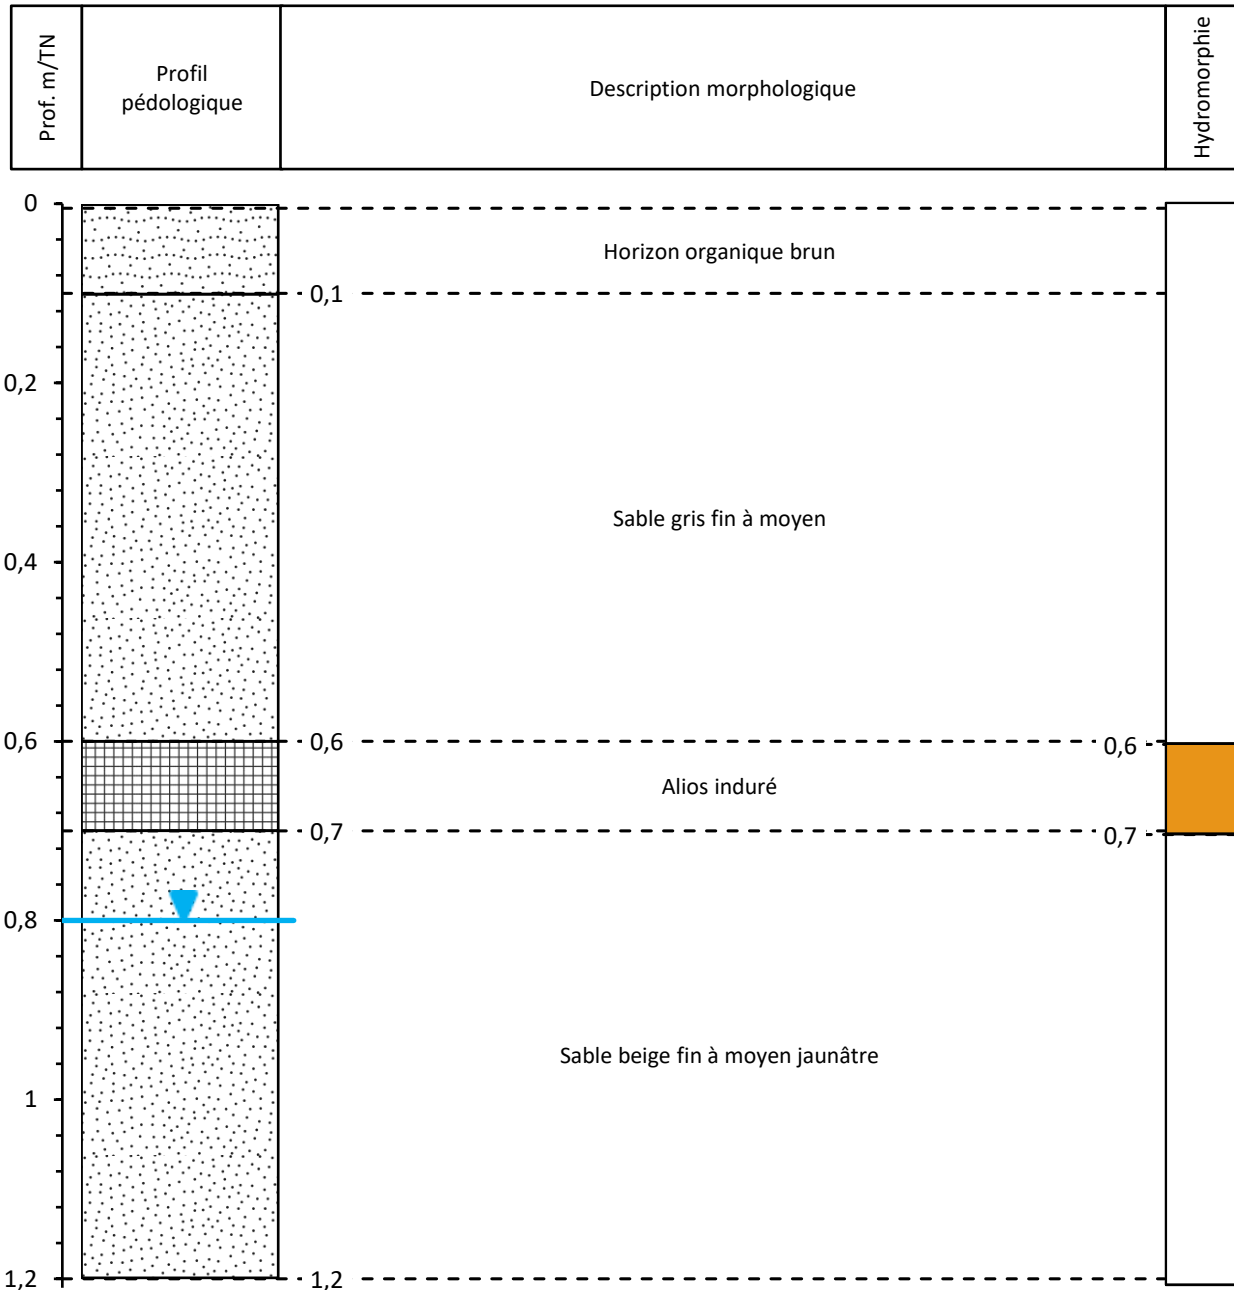 Prof. m/TN
Profil
pédologique
Description morphologique
Hydromorphie
0
Horizon organique brun
0,1
0,2
Sable gris fin à moyen
0,4
0,6
0,6
0,6
Alios induré
0,7
0,7
0,8
Sable beige fin à moyen jaunâtre
1
1,2
1,2